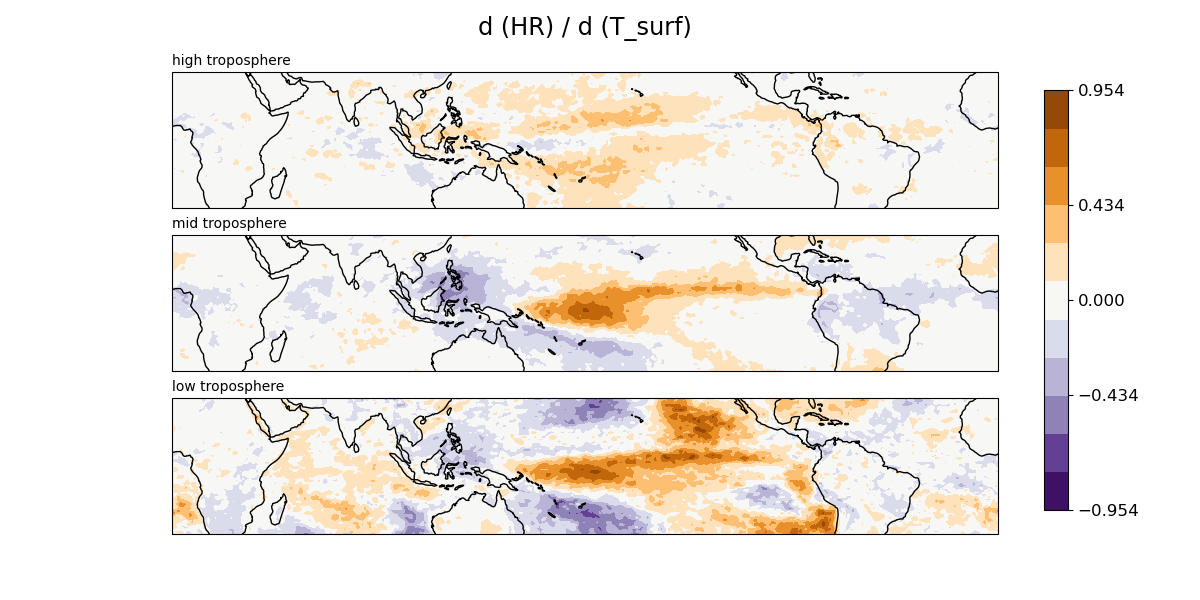 d (HR) / d (T_surf)
high troposphere
mid troposphere
low troposphere
0.954
0.434
0.000
−0.434
−0.954